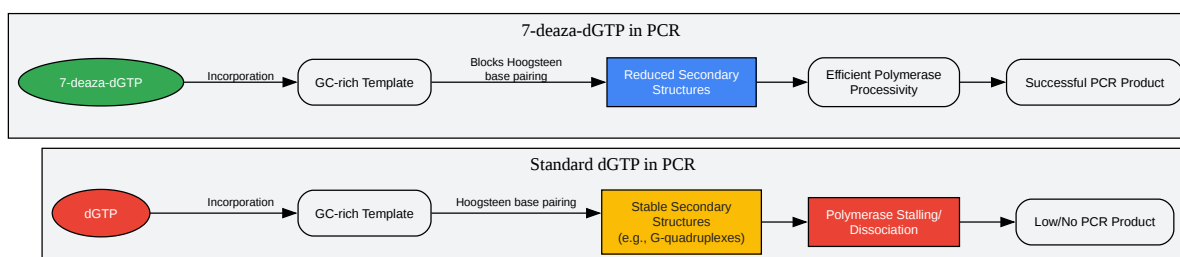 7-deaza-dGTP in PCR
7-deaza-dGTP
Incorporation
GC-rich Template
Blocks Hoogsteen
base pairing
Reduced Secondary
Structures
Efficient Polymerase
Processivity
Successful PCR Product
Standard dGTP in PCR
dGTP
Incorporation
GC-rich Template
Hoogsteen base pairing
Stable Secondary
Structures
(e.g., G-quadruplexes)
Polymerase Stalling/
Dissociation
Low/No PCR Product